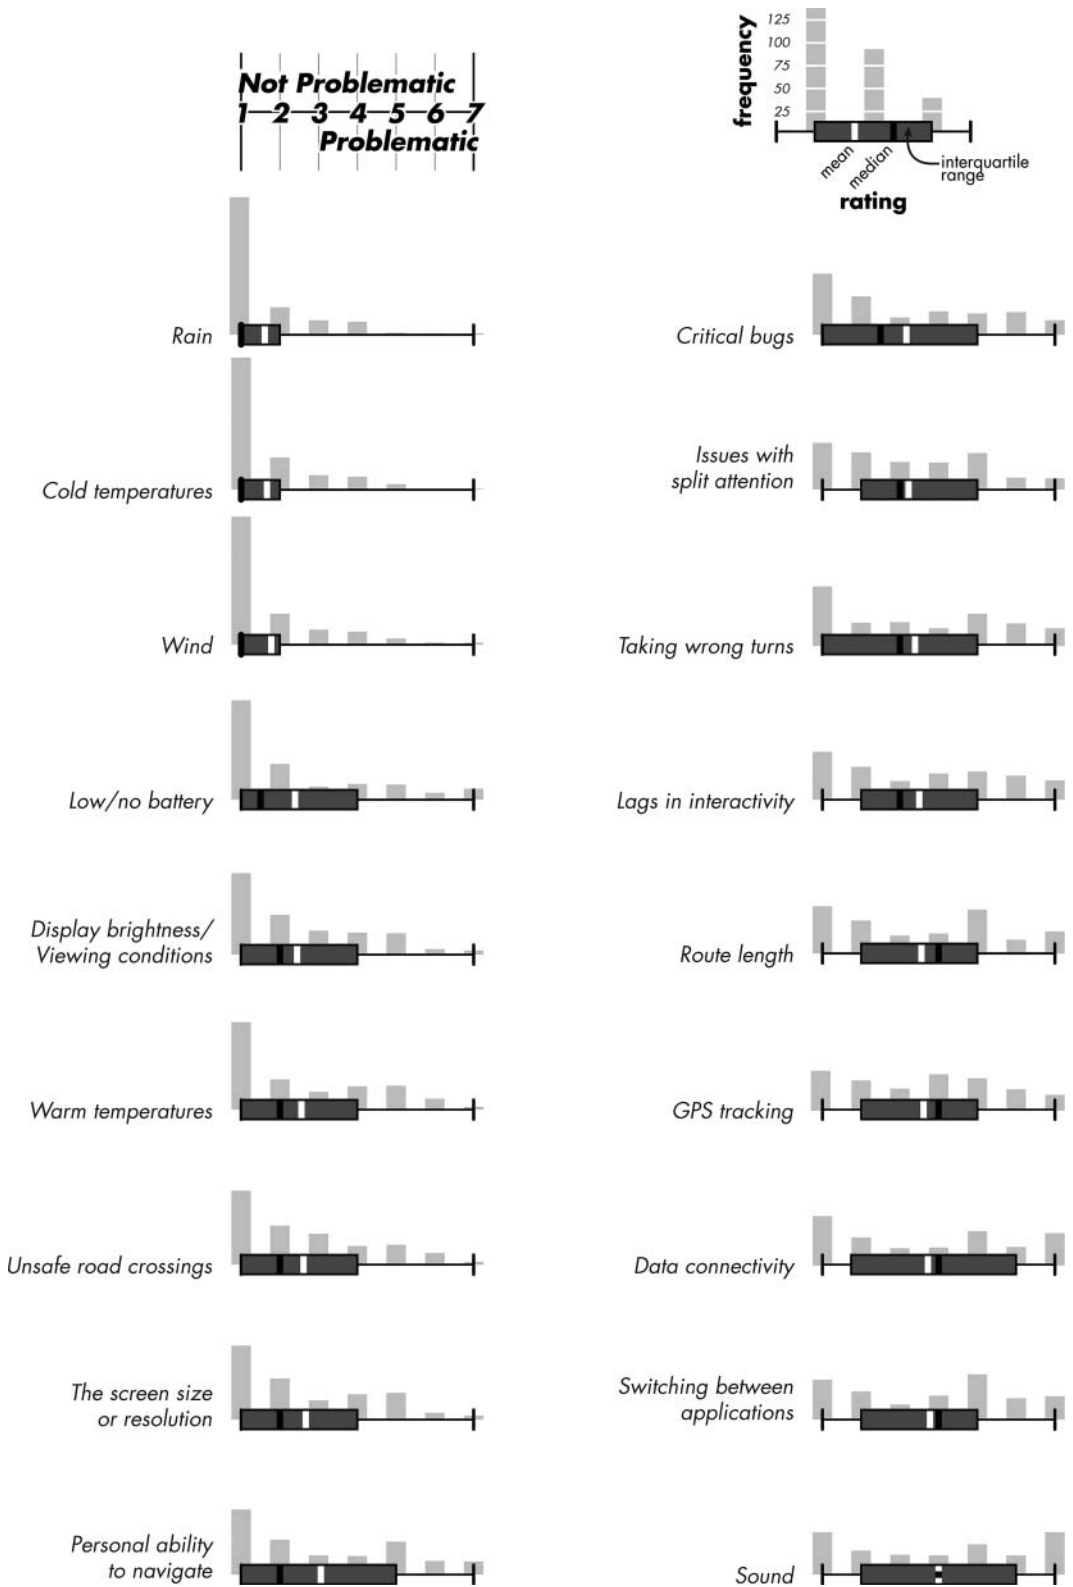 Not Problematic
1 2 3 4 5 6 7
Problematic
frequency
125
100
75
50
25
mean
median
interquartile
range
rating
Rain
Cold temperatures
Wind
Low/no battery
Display brightness/
Viewing conditions
Warm temperatures
Unsafe road crossings
The screen size
or resolution
Personal ability
to navigate
Critical bugs
Issues with
split attention
Taking wrong turns
Lags in interactivity
Route length
GPS tracking
Data connectivity
Switching between
applications
Sound